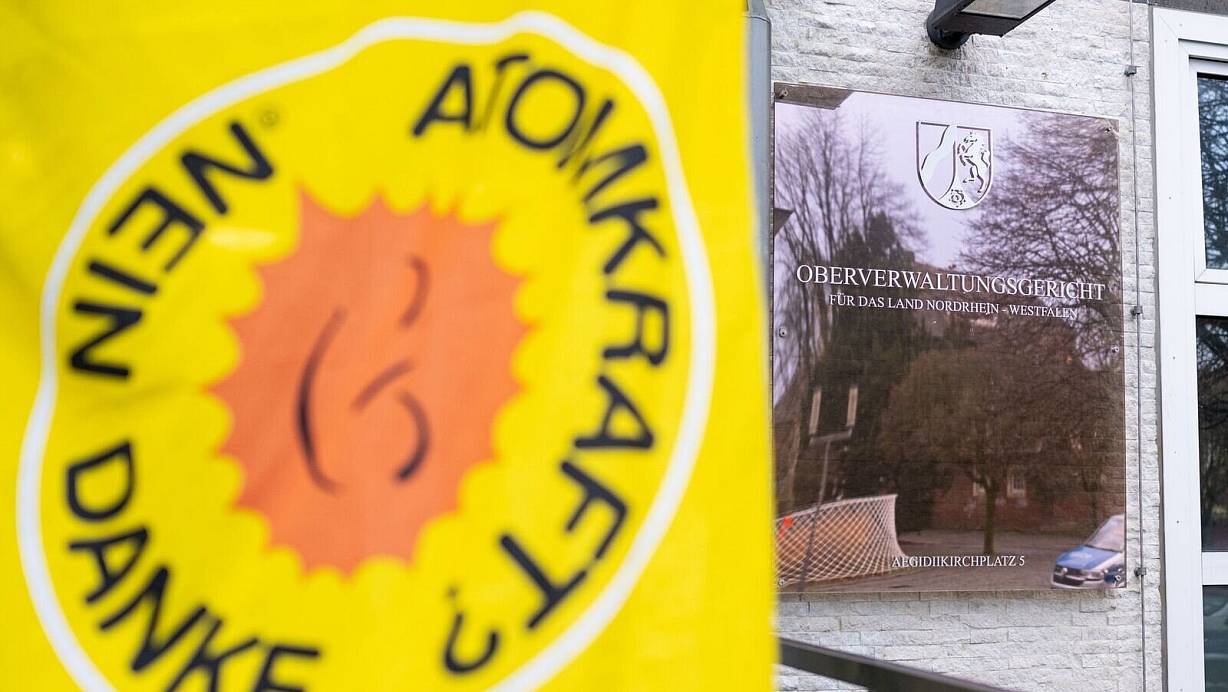 ATOMKRAFT?
NEIN DANKE
®
OBERVERWALTUNGSGERICHT
FÜR DAS LAND NORDRHEIN - WESTFALEN
AEGIDIIKIRCHPLATZ 5